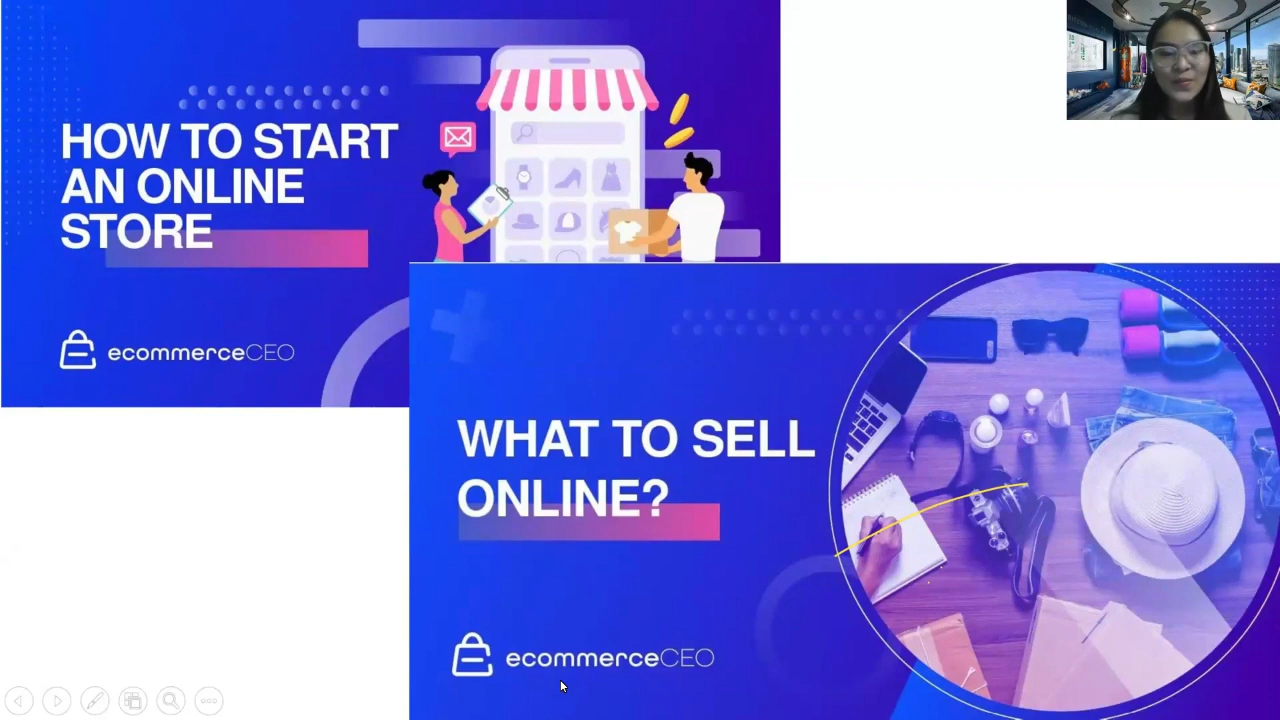 HOW TO START
AN ONLINE
STORE
ecommerceCEO
WHAT TO SELL
ONLINE?
ecommerceCEO